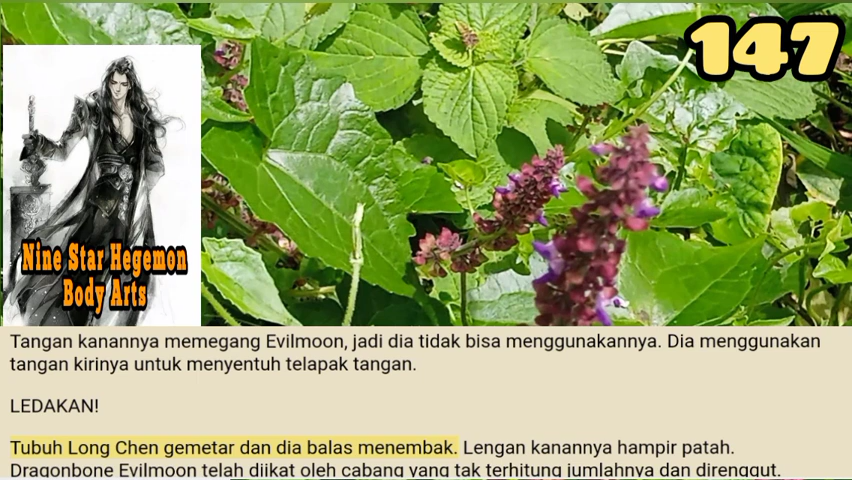 147
Nine Star Hegemon
Body Arts
Tangan kanannya memegang Evilmoon, jadi dia tidak bisa menggunakannya. Dia menggunakan
tangan kirinya untuk menyentuh telapak tangan.
LEDAKAN!
Tubuh Long Chen gemetar dan dia balas menembak. Lengan kanannya hampir patah.
Dragonbone Evilmoon telah diikat oleh cabang yang tak terhitung jumlahnya dan direnggut.